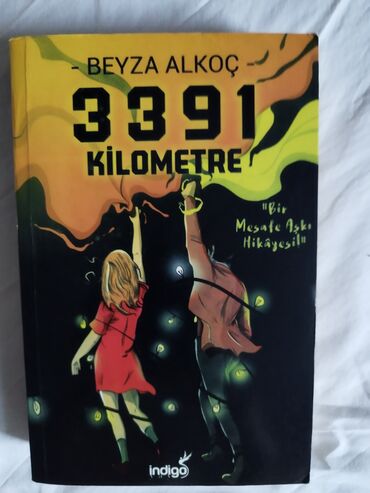 - BEYZA ALKOÇ -
3391
KİLOMETRE
"Bir
Mesafe Aşkı
Hikâyesi!"
indigo